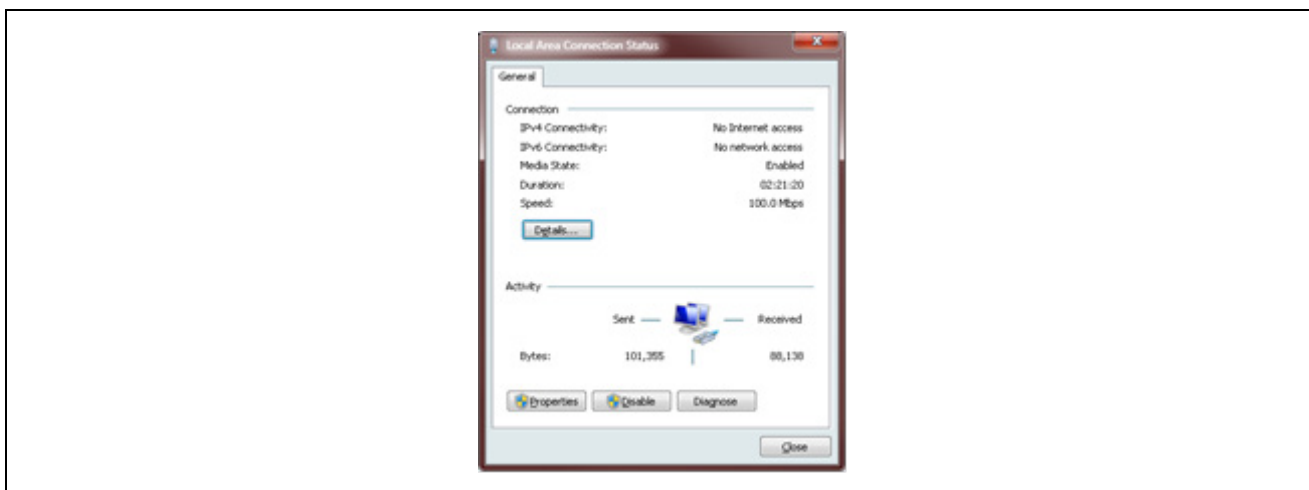 Local Area Connection Status
General
Connection
IPv4 Connectivity: No Internet access
IPv6 Connectivity: No network access
Media State: Enabled
Duration: 02:21:20
Speed: 100.0 Mbps
Details...
Activity
Sent Received
Bytes: 101,355 88,138
Properties Disable Diagnose
Close